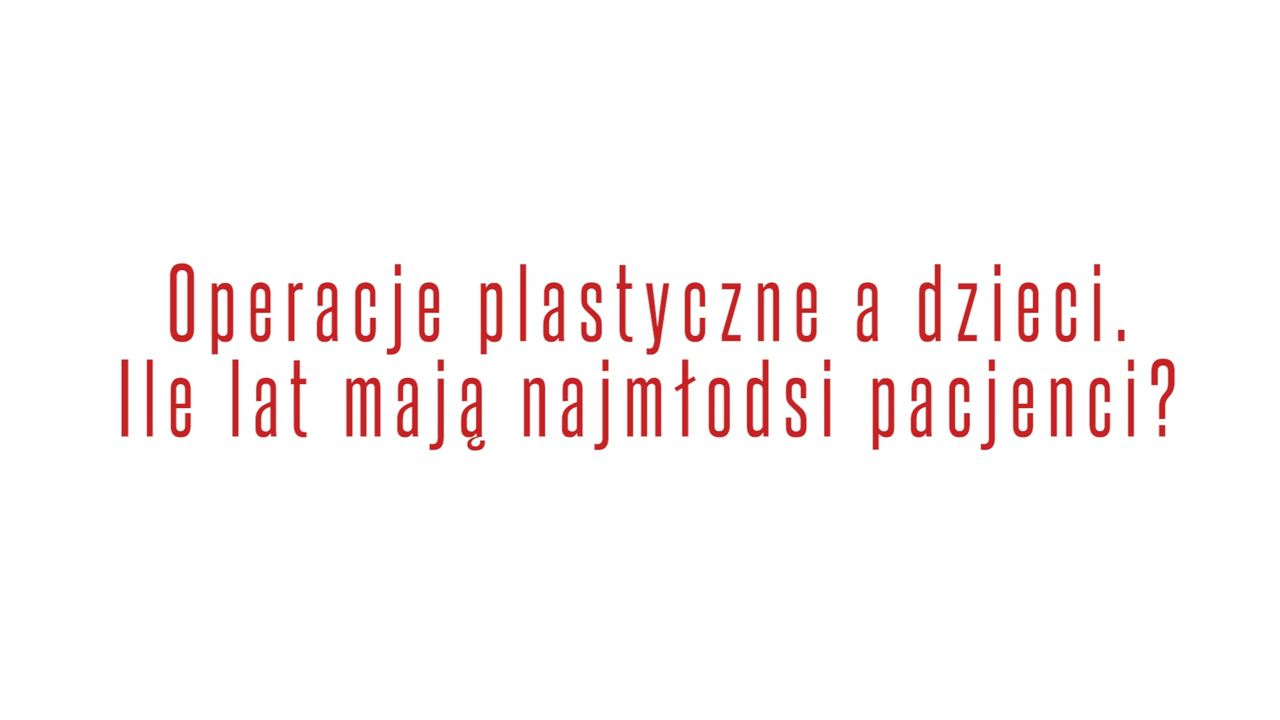 Operacje plastyczne a dzieci.
Ile lat mają najmłodsi pacjenci?